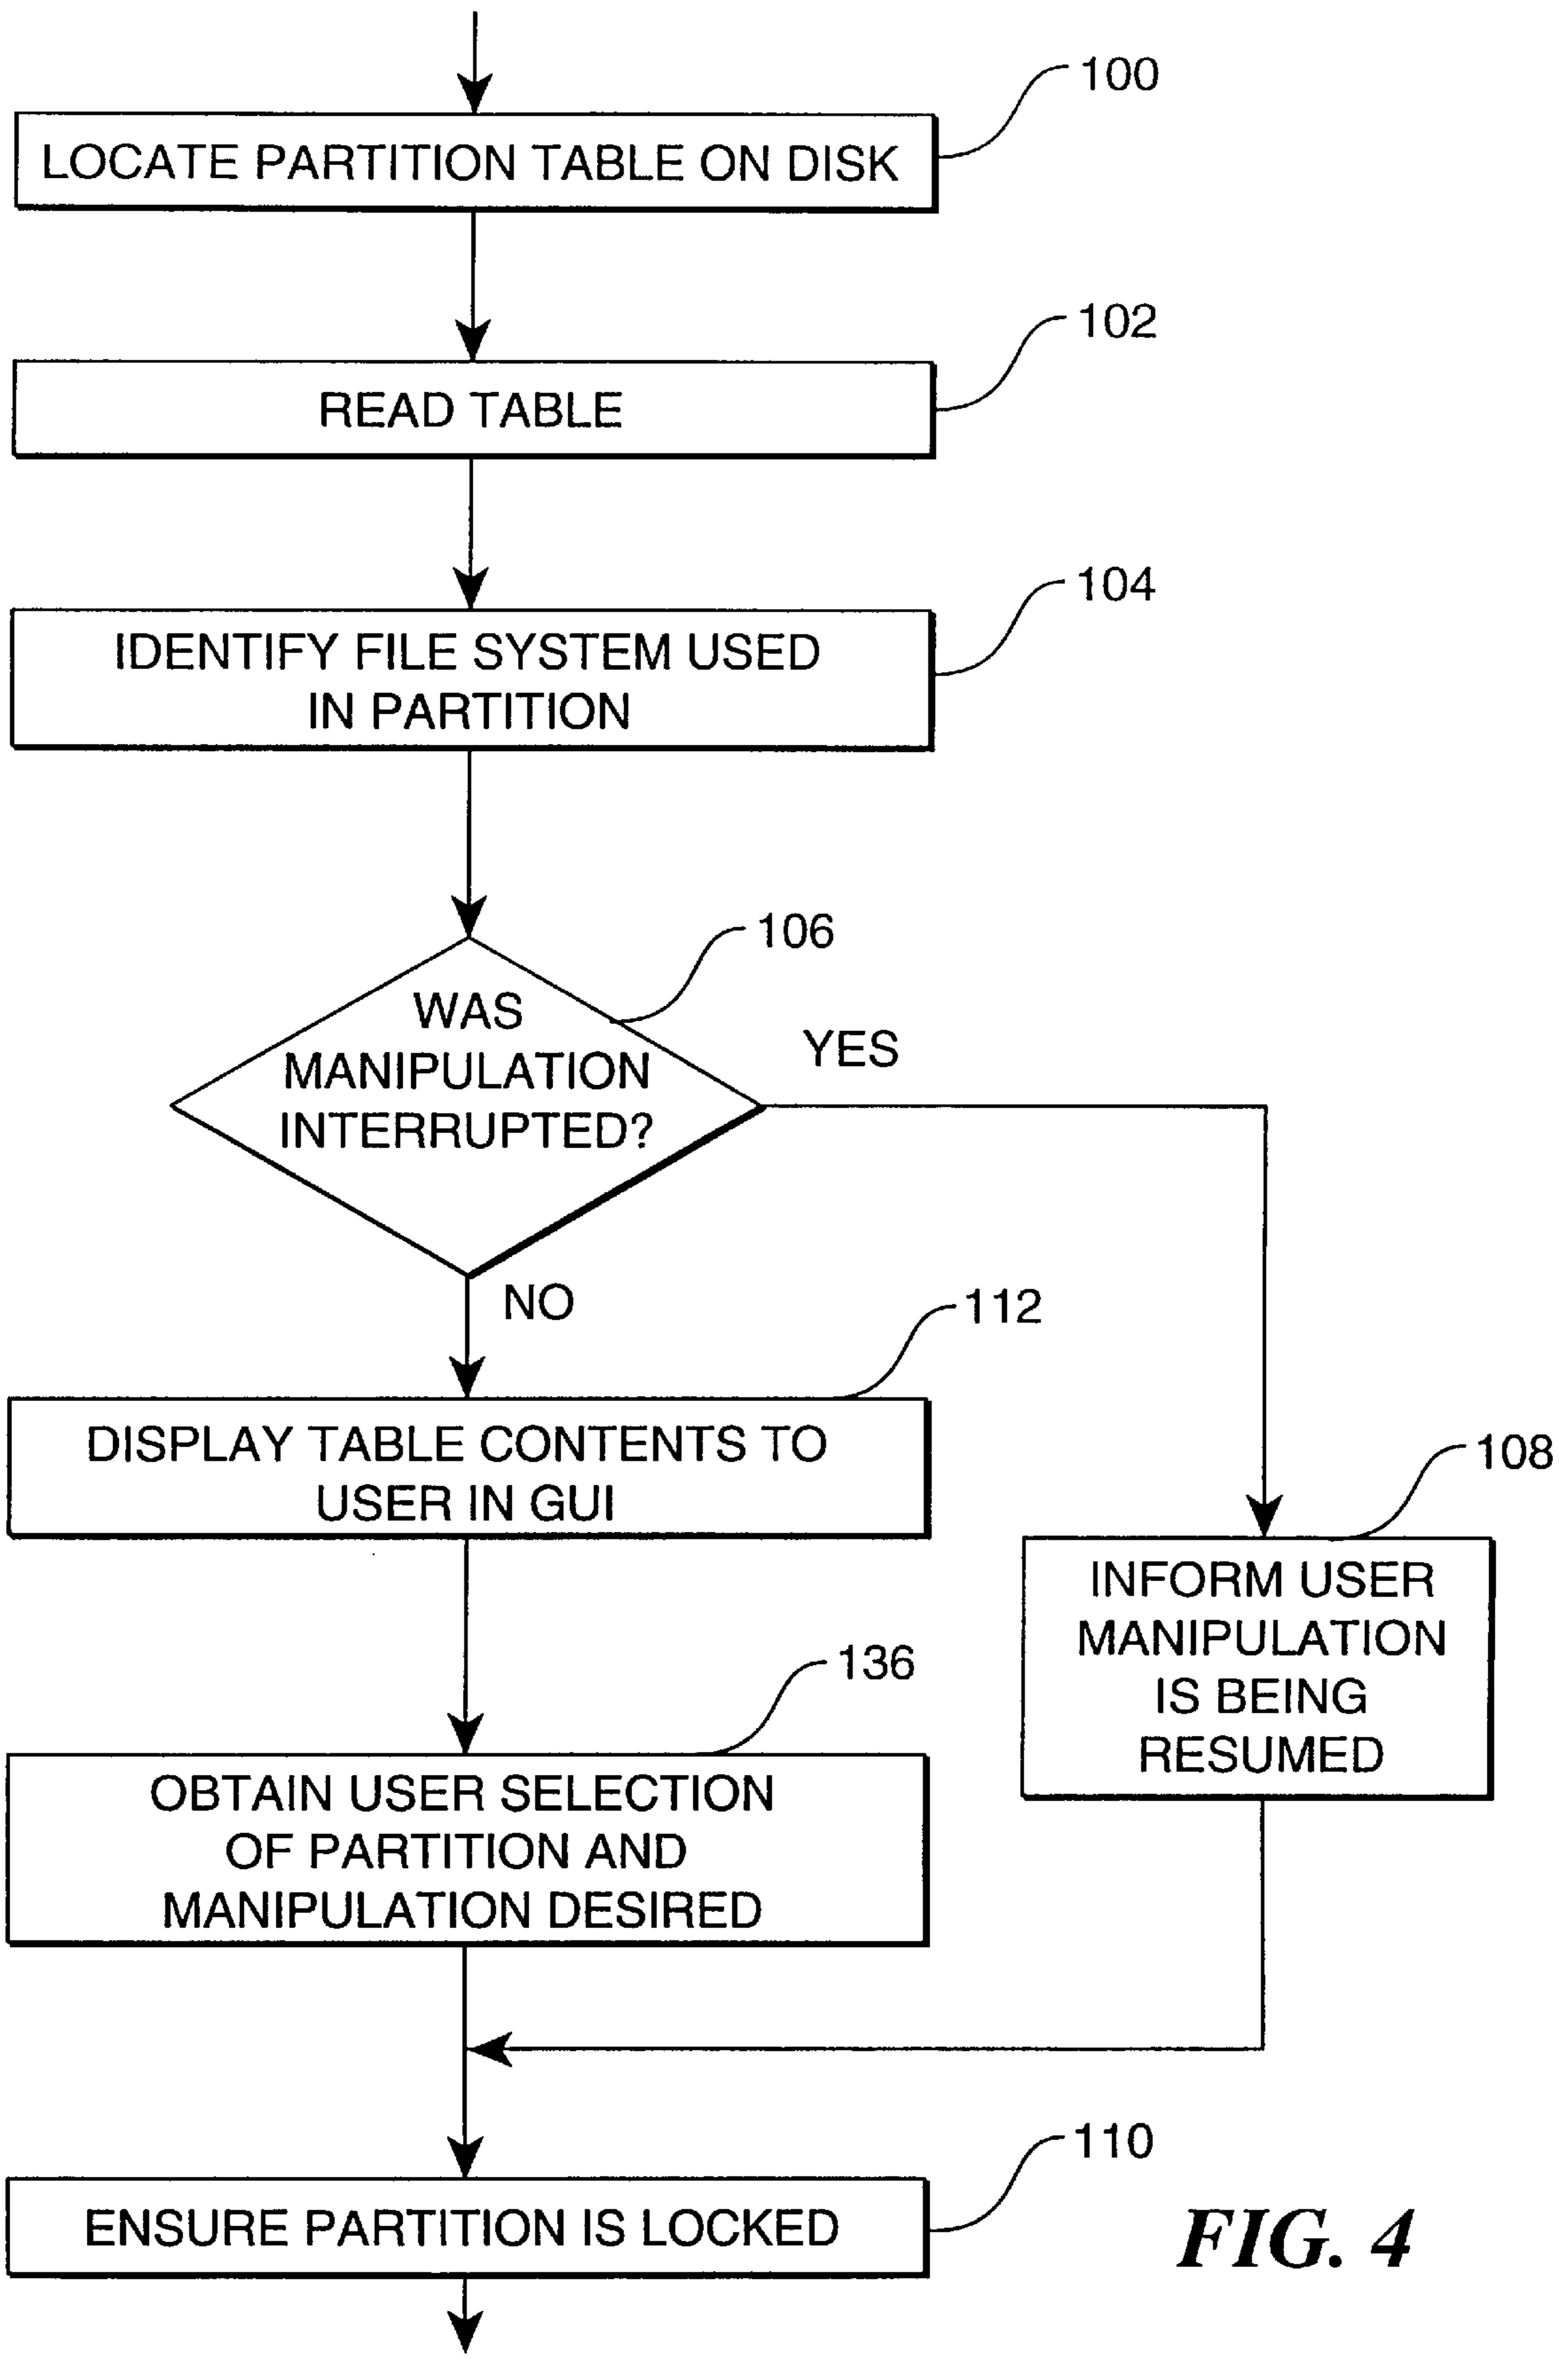 100
LOCATE PARTITION TABLE ON DISK
102
READ TABLE
104
IDENTIFY FILE SYSTEM USED
IN PARTITION
106
WAS
MANIPULATION
INTERRUPTED?
YES
NO
112
DISPLAY TABLE CONTENTS TO
USER IN GUI
108
INFORM USER
MANIPULATION
IS BEING
RESUMED
136
OBTAIN USER SELECTION
OF PARTITION AND
MANIPULATION DESIRED
110
ENSURE PARTITION IS LOCKED
FIG. 4